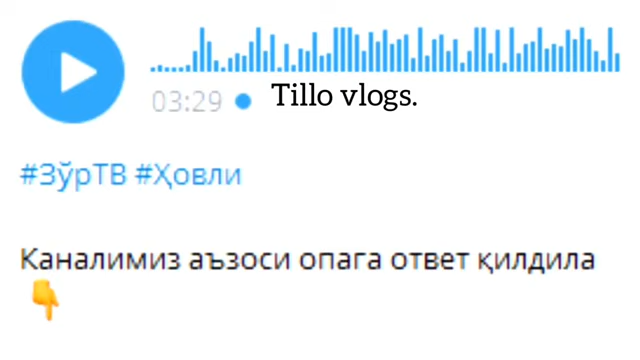 03:29 Tillo vlogs.
#ЗўрТВ #Ҳовли
Каналимиз аъзоси опага ответ қилдила